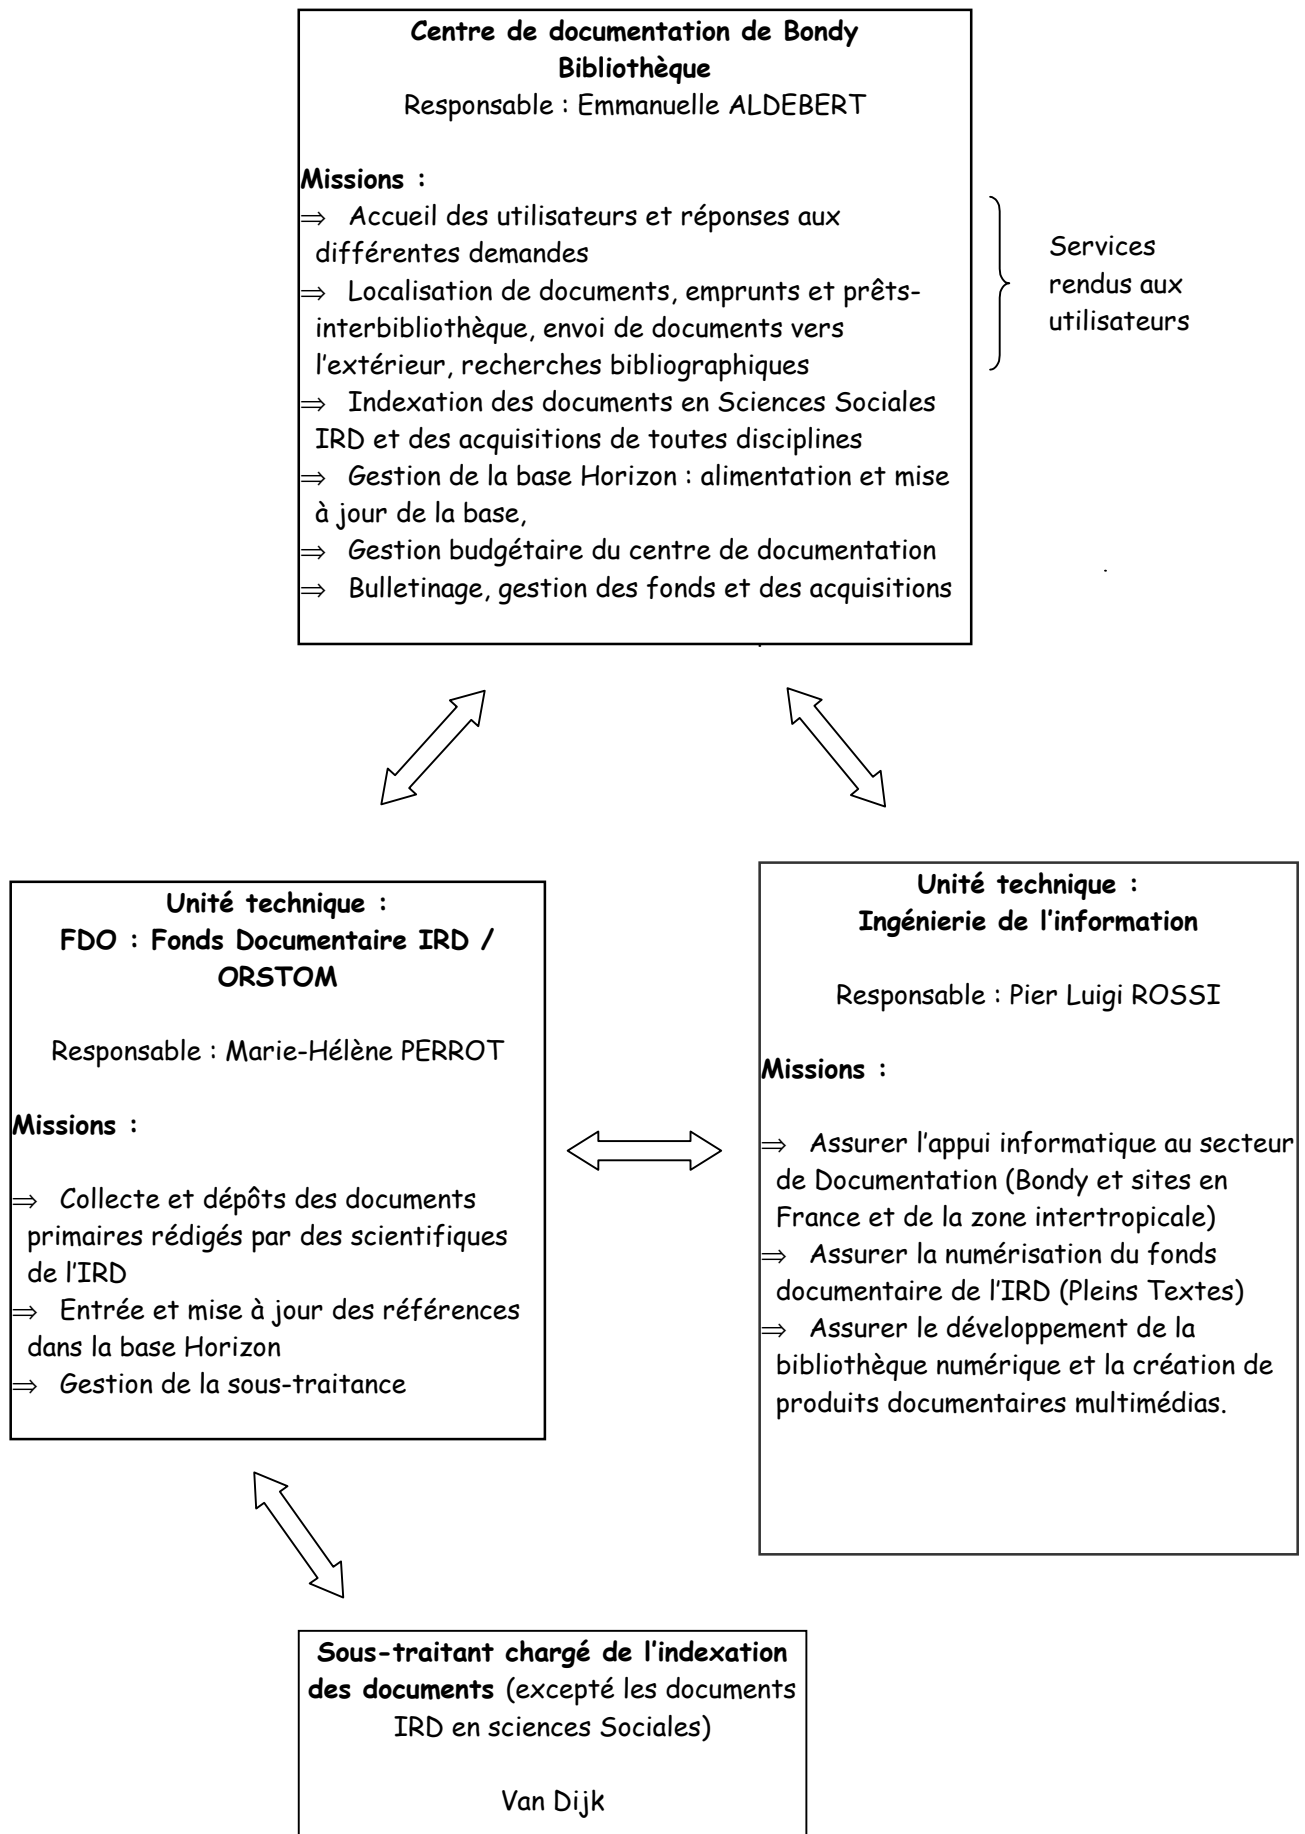 Centre de documentation de Bondy
Bibliothèque
Responsable : Emmanuelle ALDEBERT
Missions :
⇒ Accueil des utilisateurs et réponses aux
différentes demandes
⇒ Localisation de documents, emprunts et prêts-
interbibliothèque, envoi de documents vers
l'extérieur, recherches bibliographiques
⇒ Indexation des documents en Sciences Sociales
IRD et des acquisitions de toutes disciplines
⇒ Gestion de la base Horizon : alimentation et mise
à jour de la base,
⇒ Gestion budgétaire du centre de documentation
⇒ Bulletinage, gestion des fonds et des acquisitions
Services
rendus aux
utilisateurs
Unité technique :
FDO : Fonds Documentaire IRD /
ORSTOM
Responsable : Marie-Hélène PERROT
Missions :
⇒ Collecte et dépôts des documents
primaires rédigés par des scientifiques
de l'IRD
⇒ Entrée et mise à jour des références
dans la base Horizon
⇒ Gestion de la sous-traitance
Unité technique :
Ingénierie de l'information
Responsable : Pier Luigi ROSSI
Missions :
⇒ Assurer l'appui informatique au secteur
de Documentation (Bondy et sites en
France et de la zone intertropicale)
⇒ Assurer la numérisation du fonds
documentaire de l'IRD (Pleins Textes)
⇒ Assurer le développement de la
bibliothèque numérique et la création de
produits documentaires multimédias.
Sous-traitant chargé de l'indexation
des documents (excepté les documents
IRD en sciences Sociales)
Van Dijk